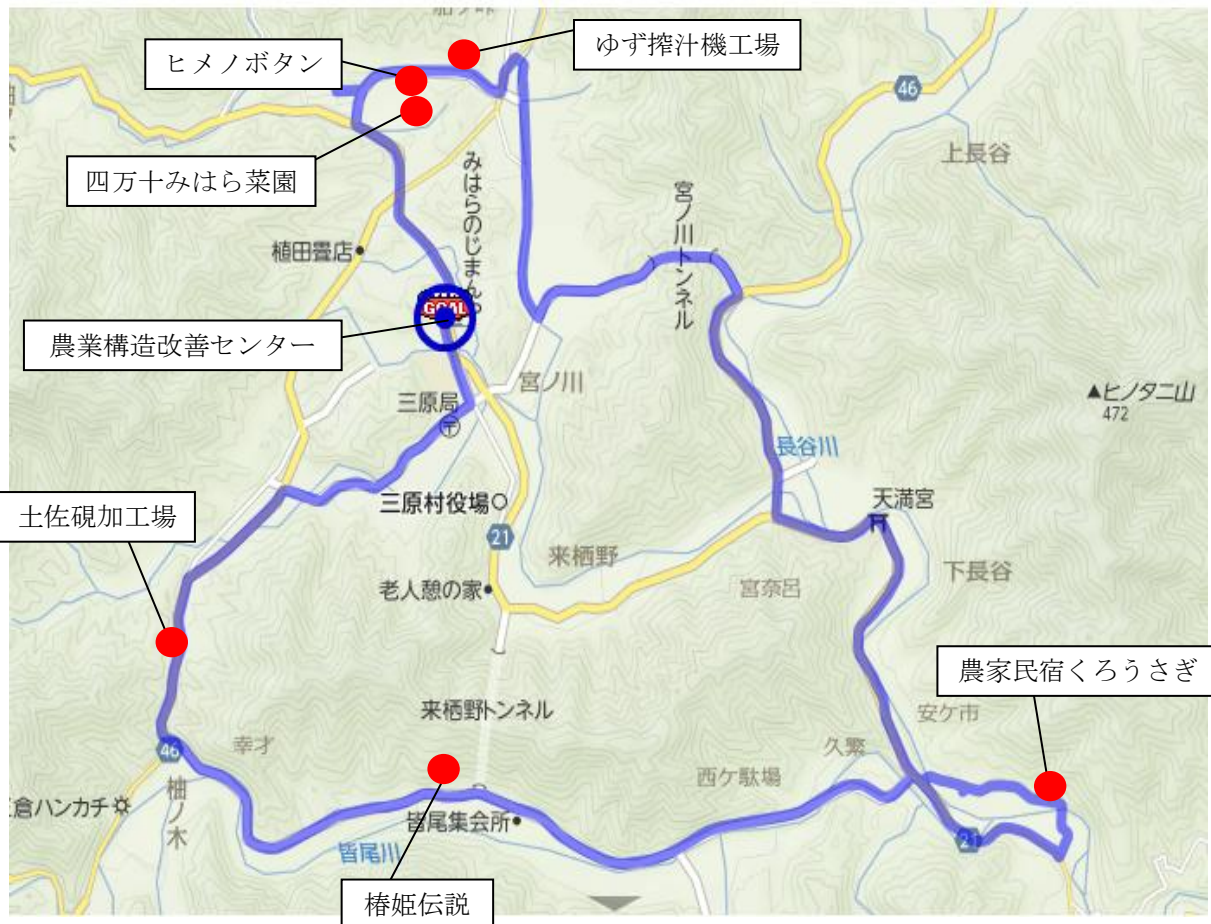 ゆず搾汁機工場
ヒメノボタン
46
上長谷
四万十みはら菜園
みはらのじまんや
宮ノ川トンネル
植田畳店
GOAL
農業構造改善センター
宮ノ川
三原局
〒
▲ヒノタニ山
472
長谷川
天満宮
土佐硯加工場
三原村役場
21
来栖野
下長谷
老人憩の家
宮奈呂
農家民宿くろうさぎ
来栖野トンネル
安ケ市
幸才
久繁
46
西ケ駄場
柚ノ木
倉ハンカチ
皆尾集会所
21
皆尾川
椿姫伝説